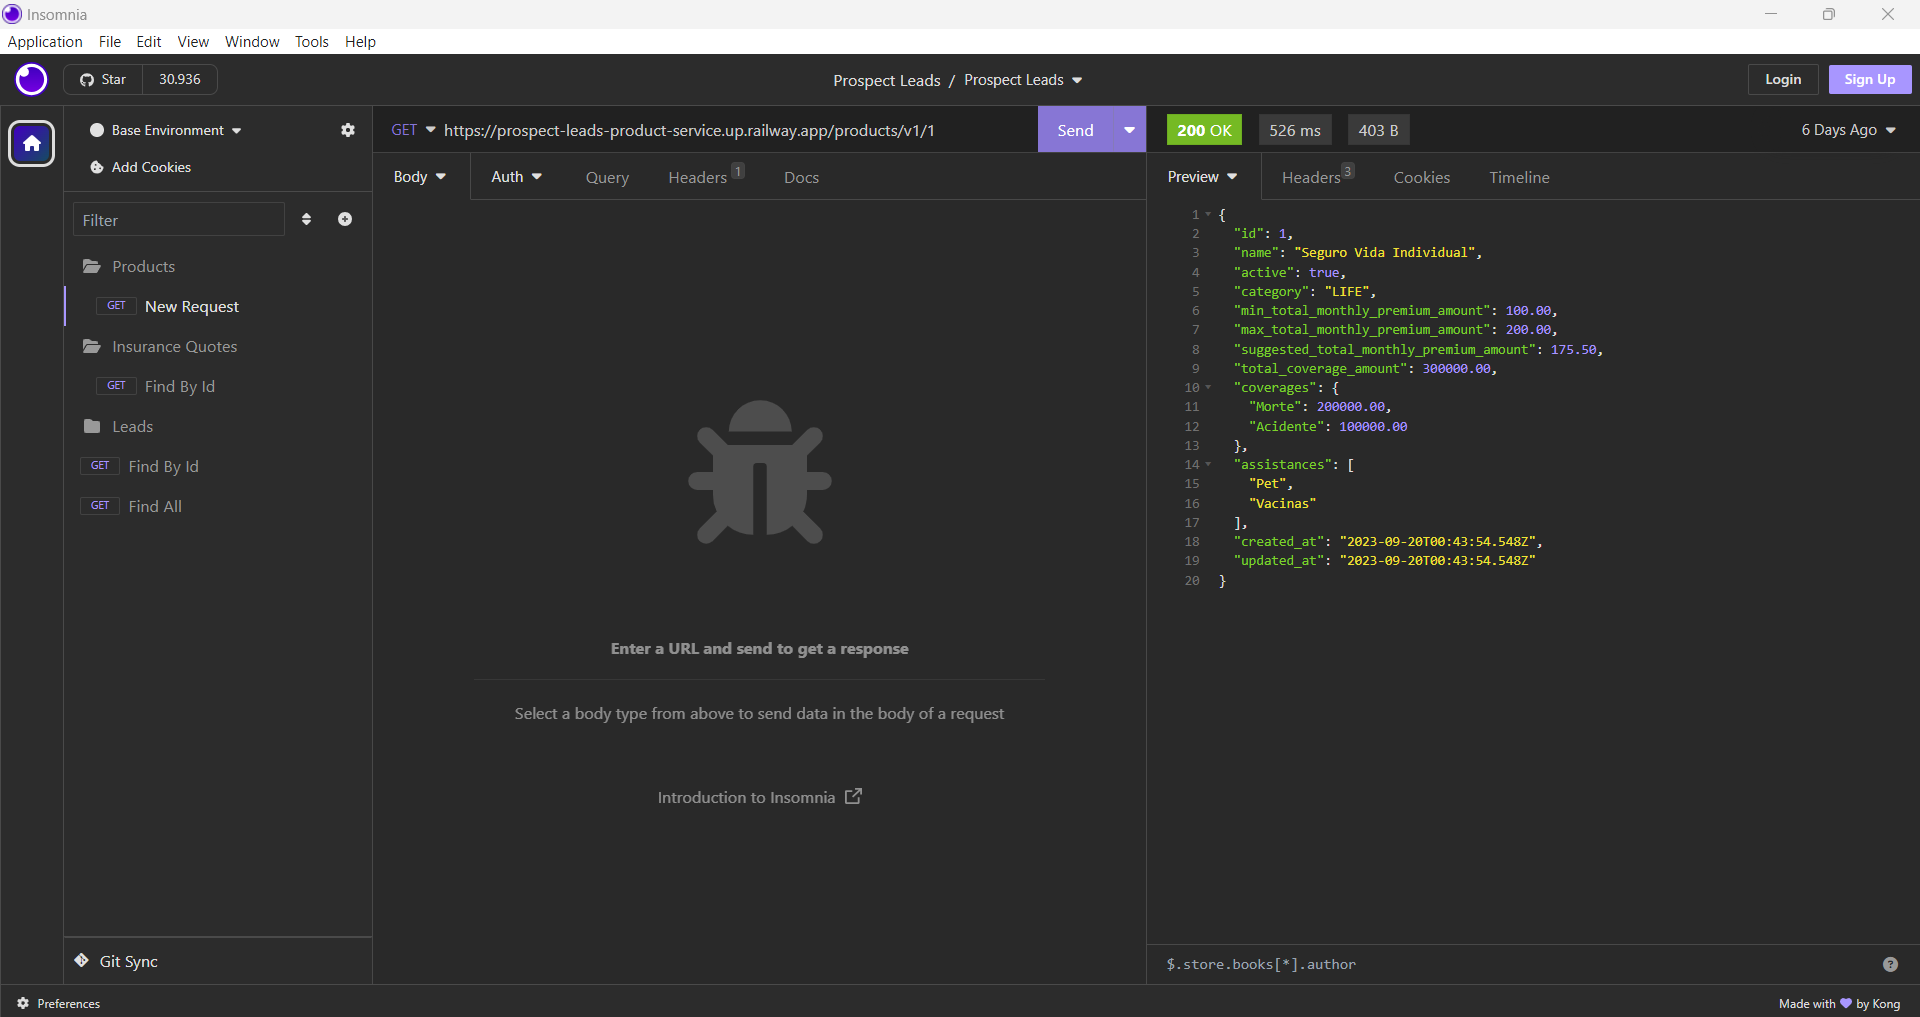 Insomnia
Application File Edit View Window Tools Help
Star 30.936
Prospect Leads / Prospect Leads
Login Sign Up
Base Environment
Add Cookies
Filter
Products
GET New Request
Insurance Quotes
GET Find By Id
Leads
GET Find By Id
GET Find All
Git Sync
Preferences
GET https://prospect-leads-product-service.up.railway.app/products/v1/1 Send
Body Auth Query Headers 1 Docs
Enter a URL and send to get a response
Select a body type from above to send data in the body of a request
Introduction to Insomnia
200 OK 526 ms 403 B 6 Days Ago
Preview Headers 3 Cookies Timeline
1 {
2 "id": 1,
3 "name": "Seguro Vida Individual",
4 "active": true,
5 "category": "LIFE",
6 "min_total_monthly_premium_amount": 100.00,
7 "max_total_monthly_premium_amount": 200.00,
8 "suggested_total_monthly_premium_amount": 175.50,
9 "total_coverage_amount": 300000.00,
10 "coverages": {
11 "Morte": 200000.00,
12 "Acidente": 100000.00
13 },
14 "assistances": [
15 "Pet",
16 "Vacinas"
17 ],
18 "created_at": "2023-09-20T00:43:54.548Z",
19 "updated_at": "2023-09-20T00:43:54.548Z"
20 }
$.store.books[*].author ?
Made with 💜 by Kong